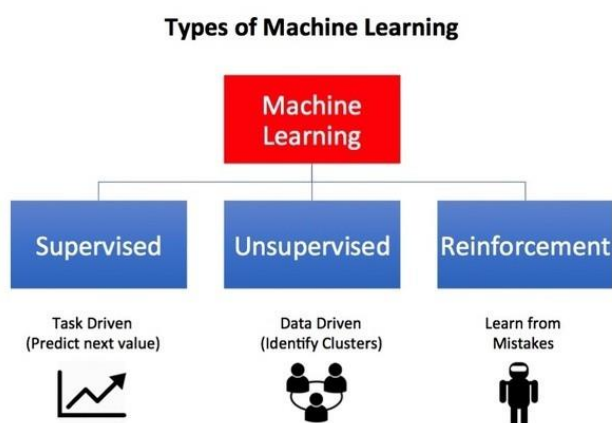 Types of Machine Learning
Machine
Learning
Supervised
Unsupervised
Reinforcement
Task Driven
(Predict next value)
Data Driven
(Identify Clusters)
Learn from
Mistakes